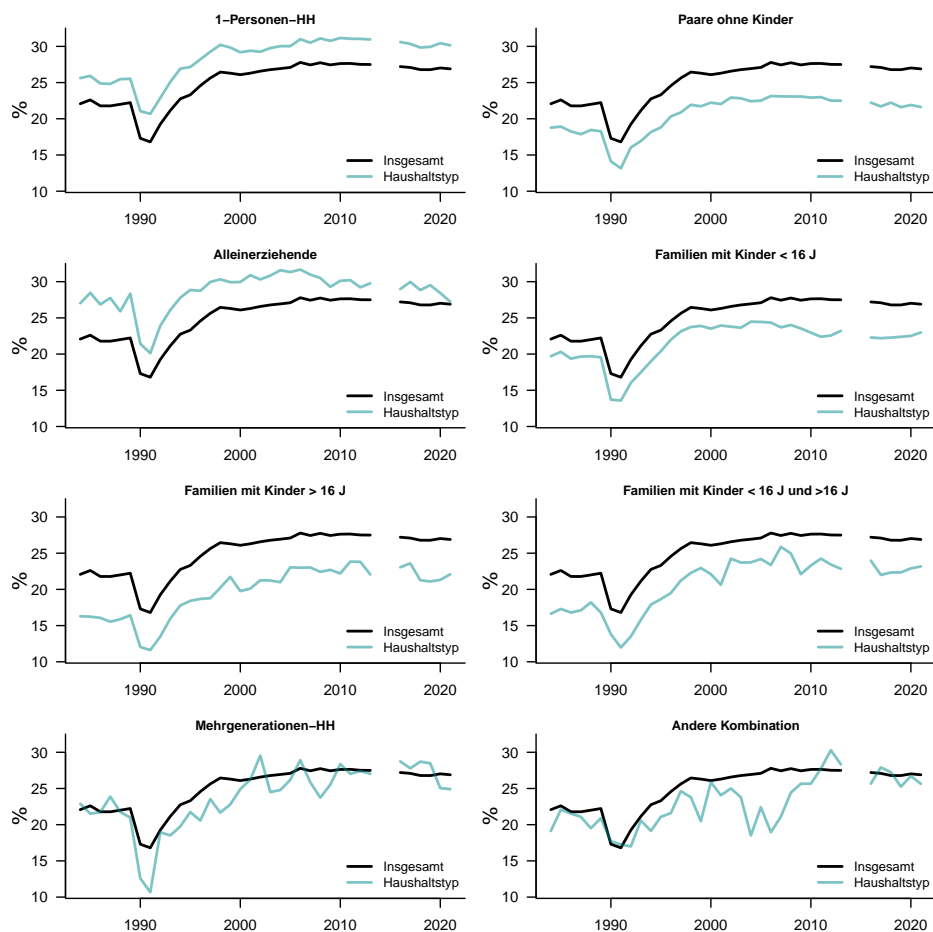 1−Personen−HH
%
30
25
20
15
10
Insgesamt
Haushaltstyp
1990 2000 2010 2020
Paare ohne Kinder
%
30
25
20
15
10
Insgesamt
Haushaltstyp
1990 2000 2010 2020
Alleinerziehende
%
30
25
20
15
10
Insgesamt
Haushaltstyp
1990 2000 2010 2020
Familien mit Kinder < 16 J
%
30
25
20
15
10
Insgesamt
Haushaltstyp
1990 2000 2010 2020
Familien mit Kinder > 16 J
%
30
25
20
15
10
Insgesamt
Haushaltstyp
1990 2000 2010 2020
Familien mit Kinder < 16 J und >16 J
%
30
25
20
15
10
Insgesamt
Haushaltstyp
1990 2000 2010 2020
Mehrgenerationen−HH
%
30
25
20
15
10
Insgesamt
Haushaltstyp
1990 2000 2010 2020
Andere Kombination
%
30
25
20
15
10
Insgesamt
Haushaltstyp
1990 2000 2010 2020